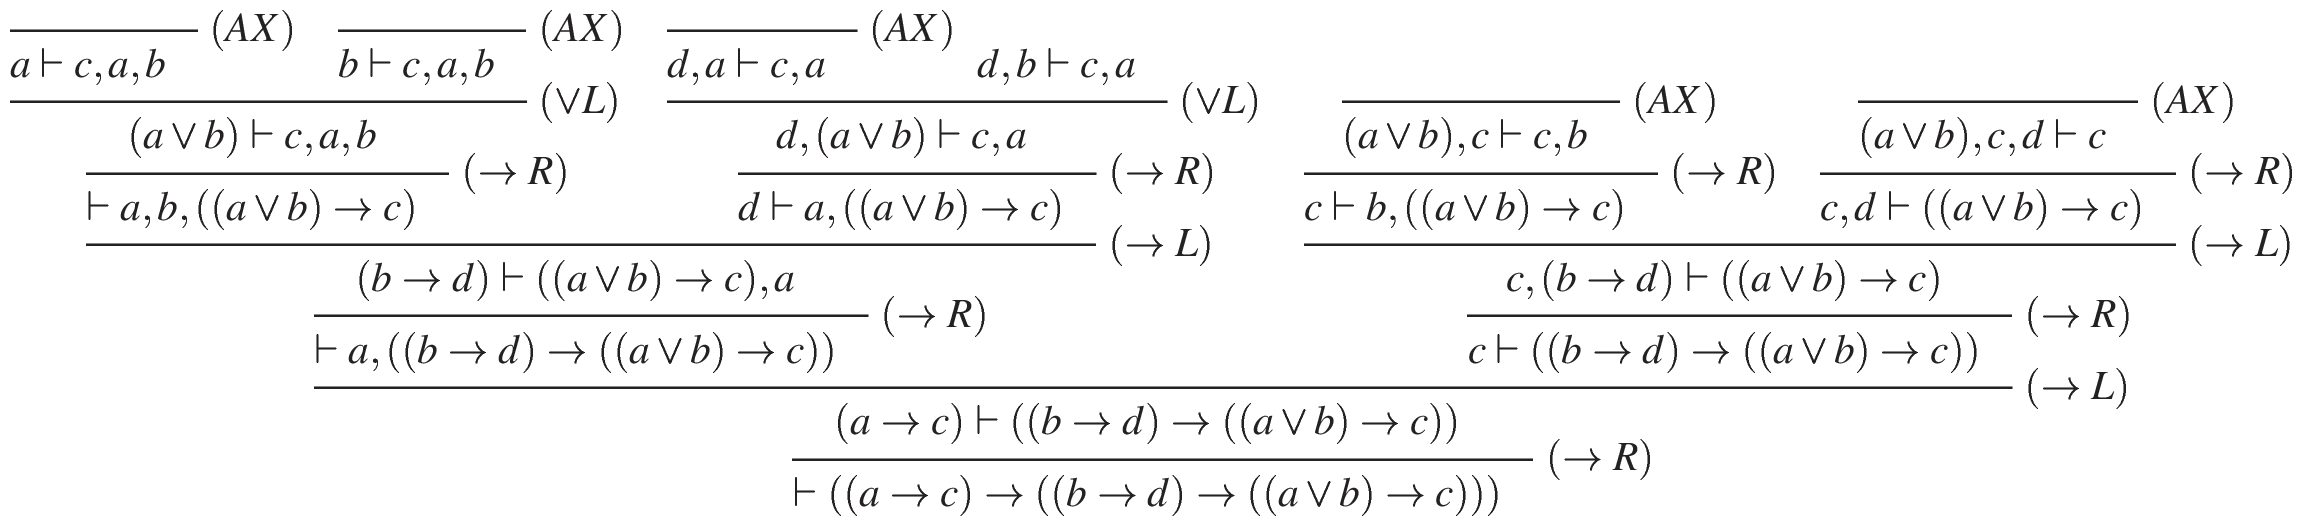 (AX) (AX) (AX)
a ⊢ c, a, b b ⊢ c, a, b d, a ⊢ c, a d, b ⊢ c, a
(∨L) (∨L) (AX) (AX)
(a ∨ b) ⊢ c, a, b d, (a ∨ b) ⊢ c, a (a ∨ b), c ⊢ c, b (a ∨ b), c, d ⊢ c
(→ R) (→ R) (→ R) (→ R)
⊢ a, b, ((a ∨ b) → c) d ⊢ a, ((a ∨ b) → c) c ⊢ b, ((a ∨ b) → c) c, d ⊢ ((a ∨ b) → c)
(→ L) (→ L)
(b → d) ⊢ ((a ∨ b) → c), a c, (b → d) ⊢ ((a ∨ b) → c)
(→ R) (→ R)
⊢ a, ((b → d) → ((a ∨ b) → c)) c ⊢ ((b → d) → ((a ∨ b) → c))
(→ L)
(a → c) ⊢ ((b → d) → ((a ∨ b) → c))
(→ R)
⊢ ((a → c) → ((b → d) → ((a ∨ b) → c)))